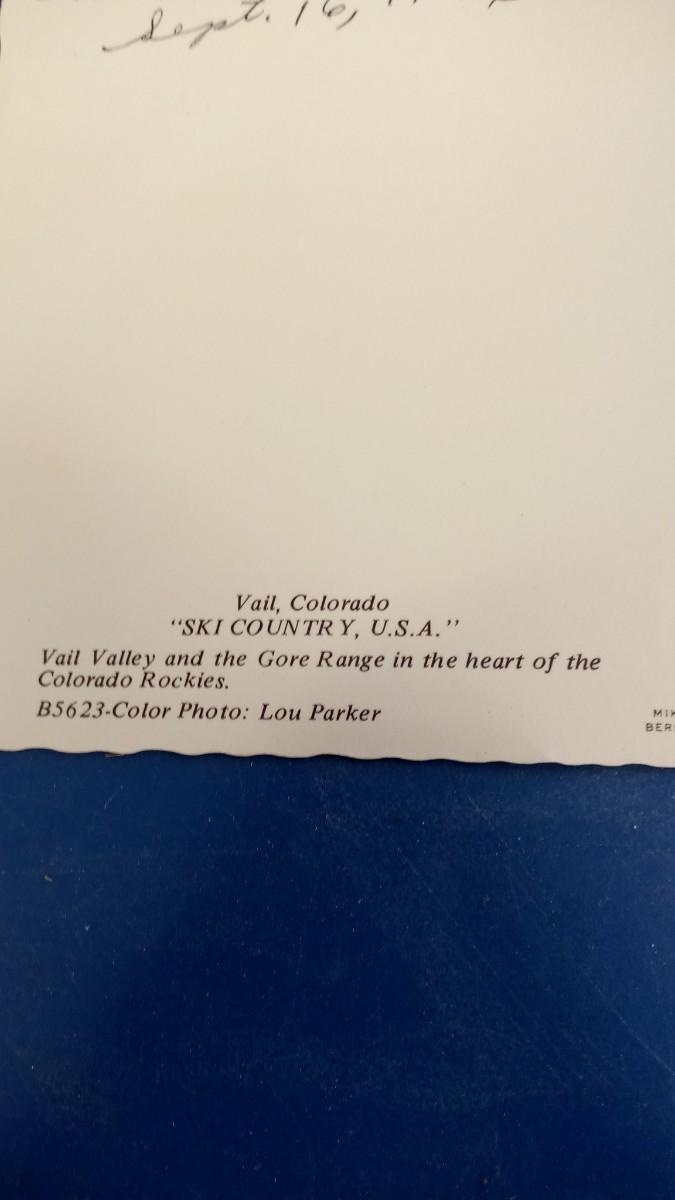 Sept. 16,
Vail, Colorado
“SKI COUNTRY, U.S.A.”
Vail Valley and the Gore Range in the heart of the
Colorado Rockies.
B5623-Color Photo: Lou Parker